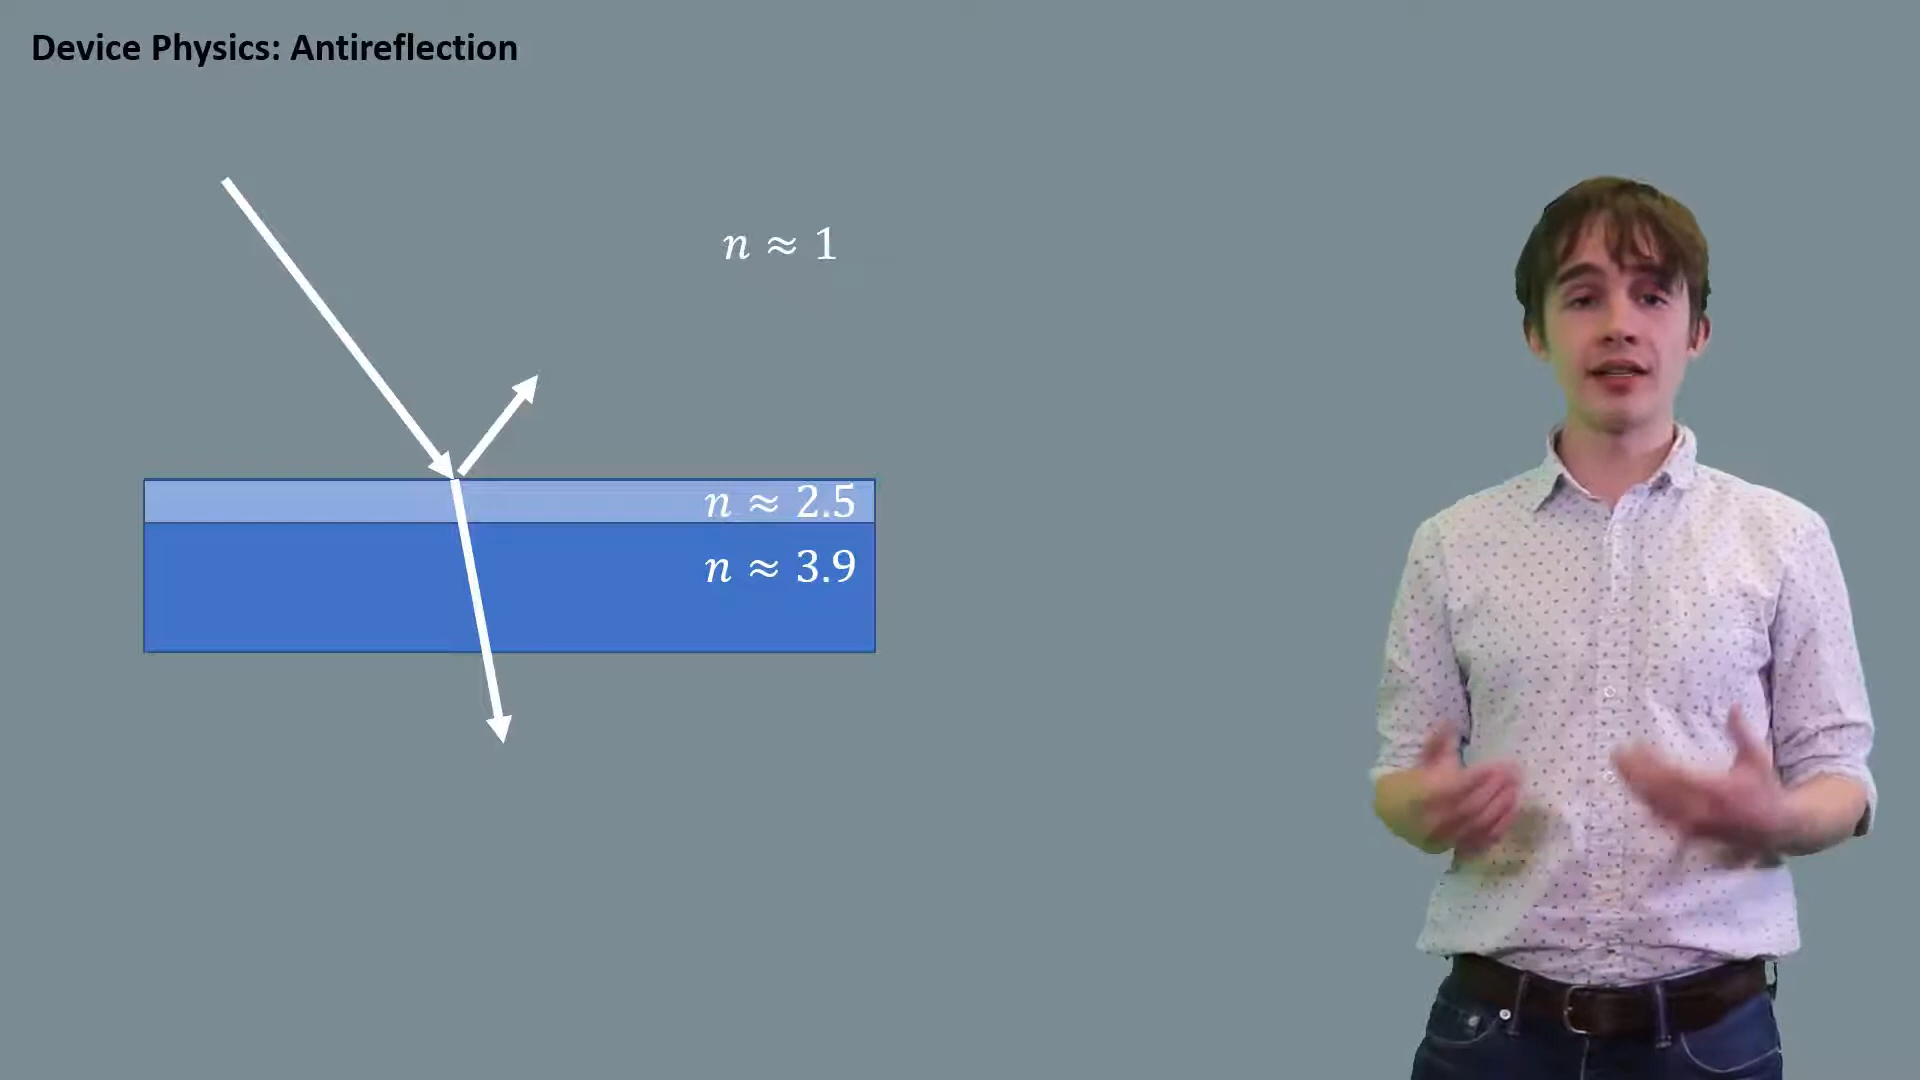 Device Physics: Antireflection
n ≈ 1
n ≈ 2.5
n ≈ 3.9